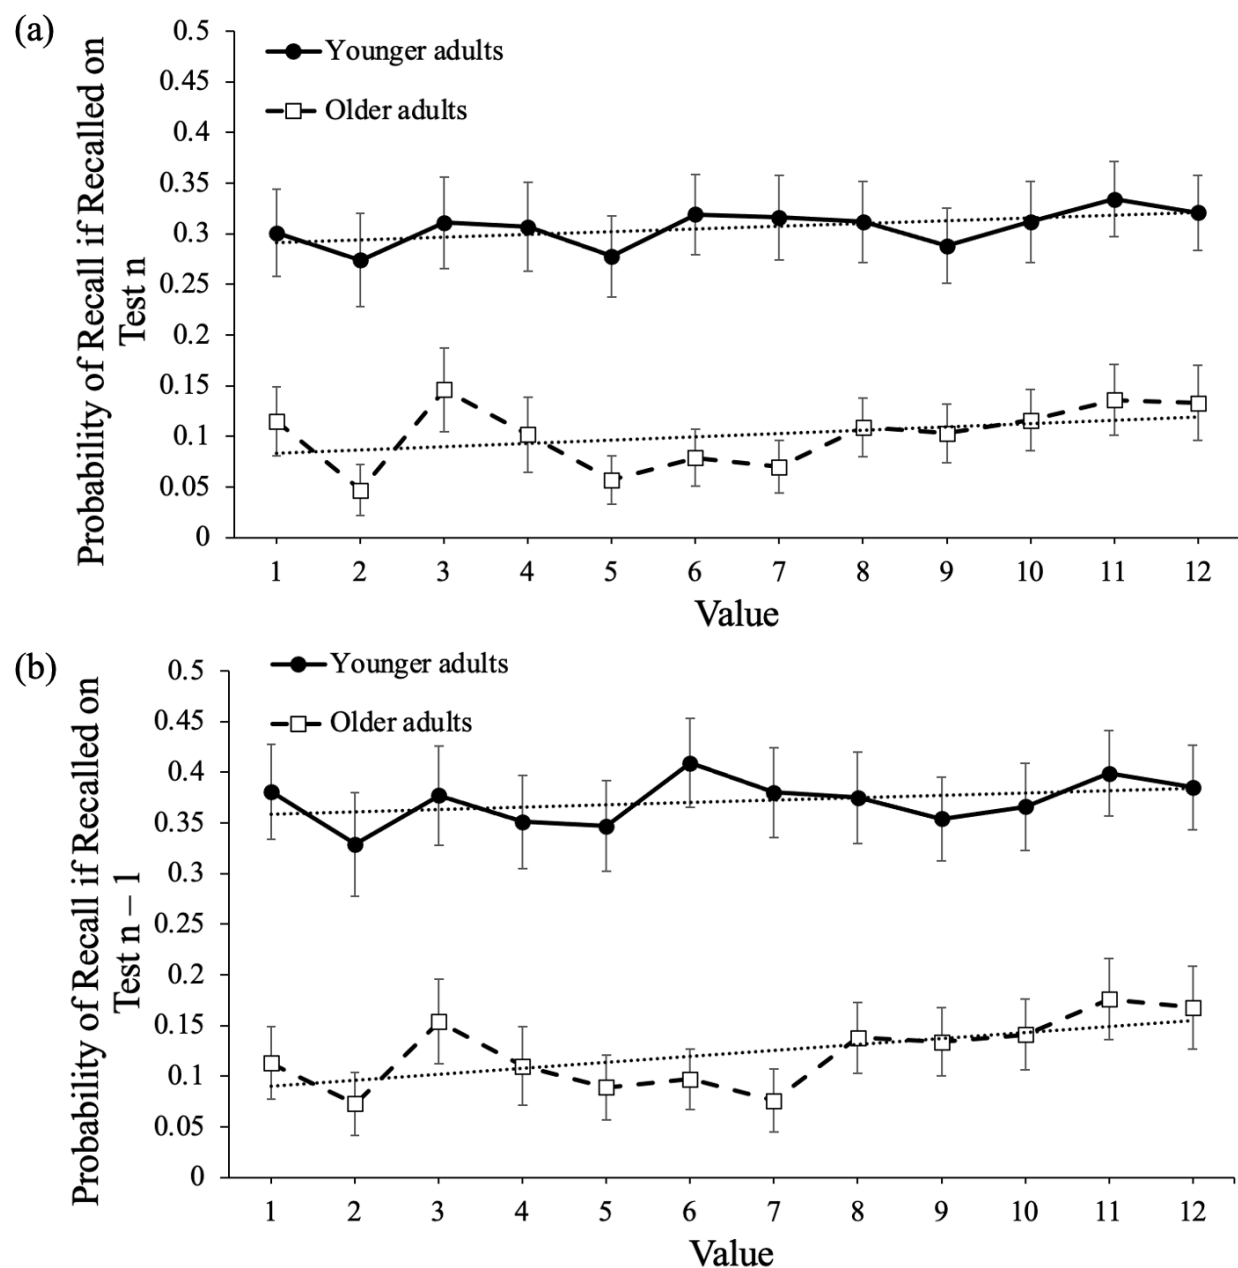 (a)
Probability of Recall if Recalled on
Test n
0.5
0.45
0.4
0.35
0.3
0.25
0.2
0.15
0.1
0.05
0
Younger adults
Older adults
1 2 3 4 5 6 7 8 9 10 11 12
Value
(b)
Probability of Recall if Recalled on
Test n – 1
0.5
0.45
0.4
0.35
0.3
0.25
0.2
0.15
0.1
0.05
0
Younger adults
Older adults
1 2 3 4 5 6 7 8 9 10 11 12
Value